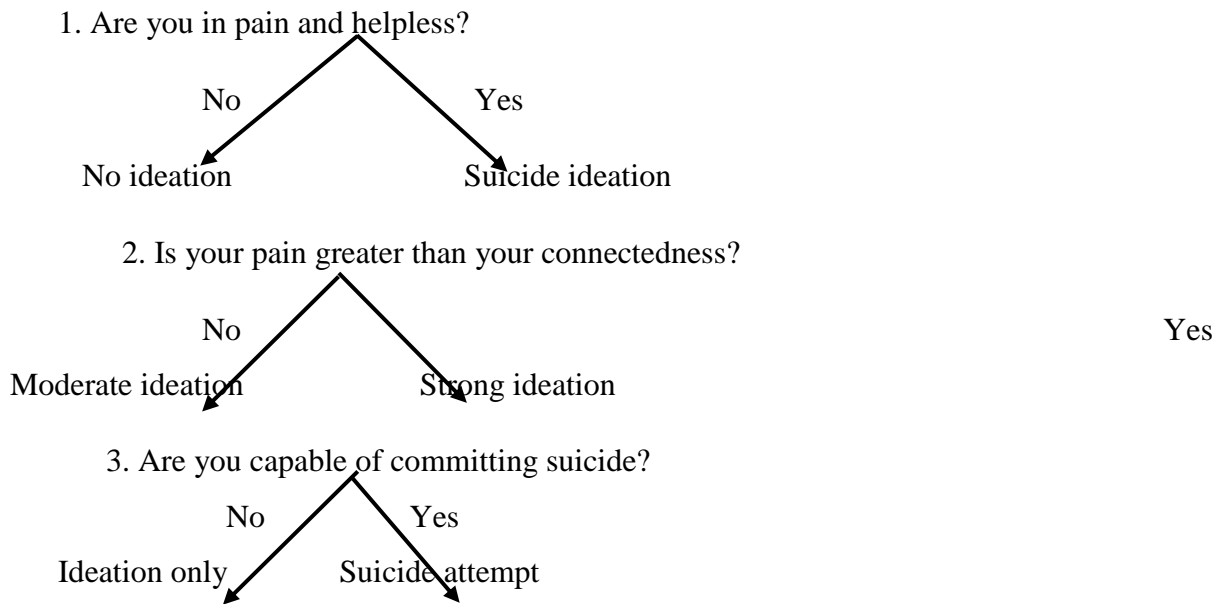 1. Are you in pain and helpless?
No Yes
No ideation Suicide ideation
2. Is your pain greater than your connectedness?
No Yes
Moderate ideation Strong ideation
3. Are you capable of committing suicide?
No Yes
Ideation only Suicide attempt